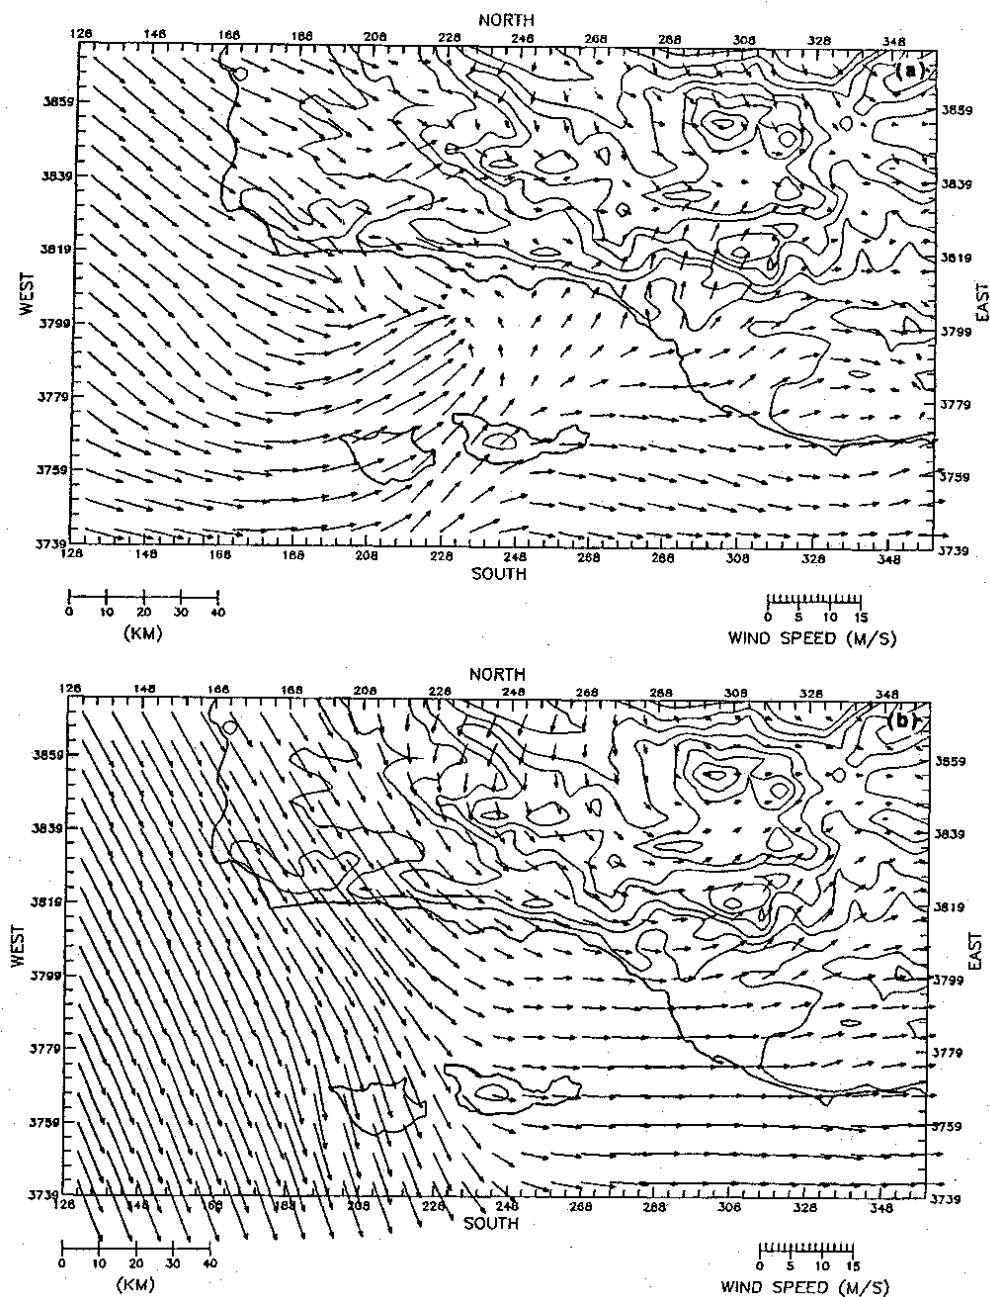 NORTH
126 148 168 188 208 228 248 268 288 308 328 348
(a)
3859 3859
3839 3839
3819 3819
WEST EAST
3799 3799
3779 3779
3759 3759
3739 3739
128 148 168 188 208 228 248 268 288 308 328 348
SOUTH
0 10 20 30 40
(KM)
0 5 10 15
WIND SPEED (M/S)
NORTH
126 148 168 188 208 228 248 268 288 308 328 348
(b)
3859 3859
3839 3839
3819 3819
WEST EAST
3799 3799
3779 3779
3759 3759
3739 3739
128 148 168 188 208 228 248 268 288 308 328 348
SOUTH
0 10 20 30 40
(KM)
0 5 10 15
WIND SPEED (M/S)